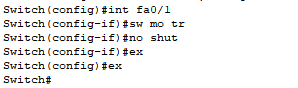 Switch(config)#int fa0/1
Switch(config-if)#sw mo tr
Switch(config-if)#no shut
Switch(config-if)#ex
Switch(config)#ex
Switch#